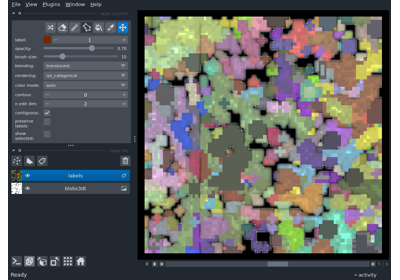 File View Plugins Window Help
label: 1
opacity: 0.70
brush size: 10
blending: translucent
rendering: iso_categorical
color mode: auto
contour: 0
n edit dim: 2
contiguous:
preserve labels:
show selected:
labels
blobs3d
activity